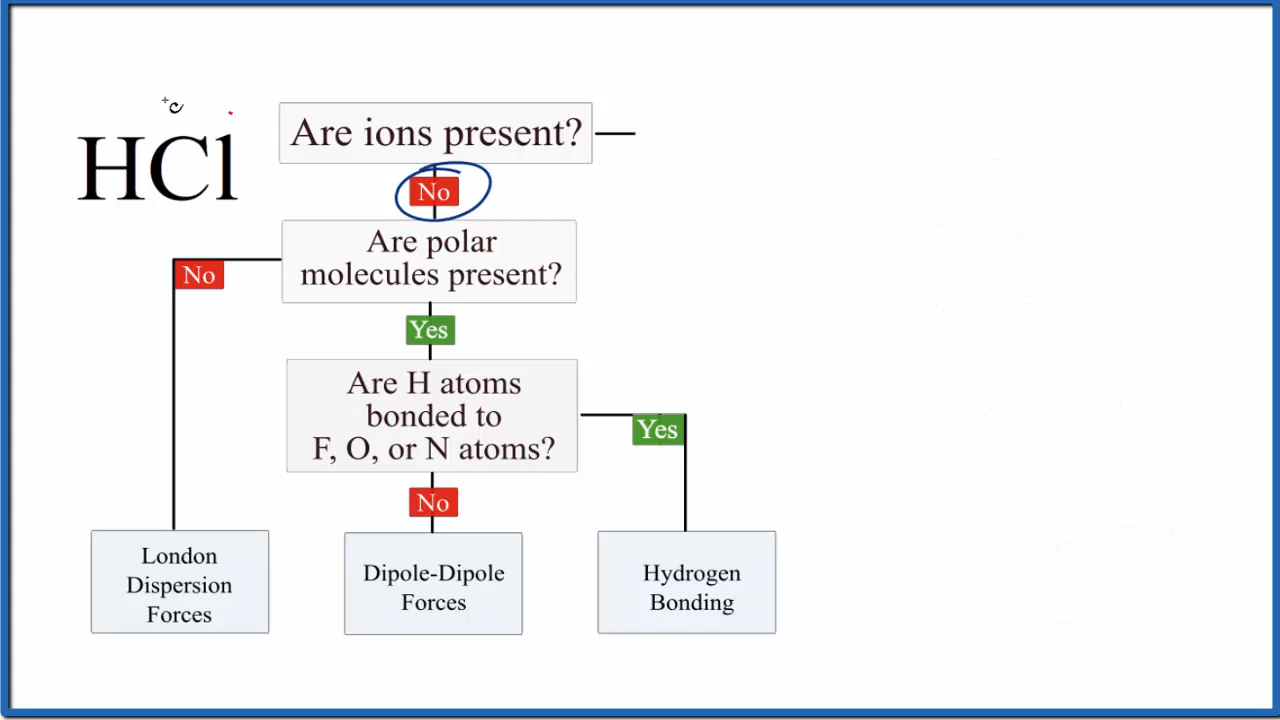 HCl
Are ions present?
No
Are polar
molecules present?
No
Yes
Are H atoms
bonded to
F, O, or N atoms?
Yes
No
London
Dispersion
Forces
Dipole-Dipole
Forces
Hydrogen
Bonding